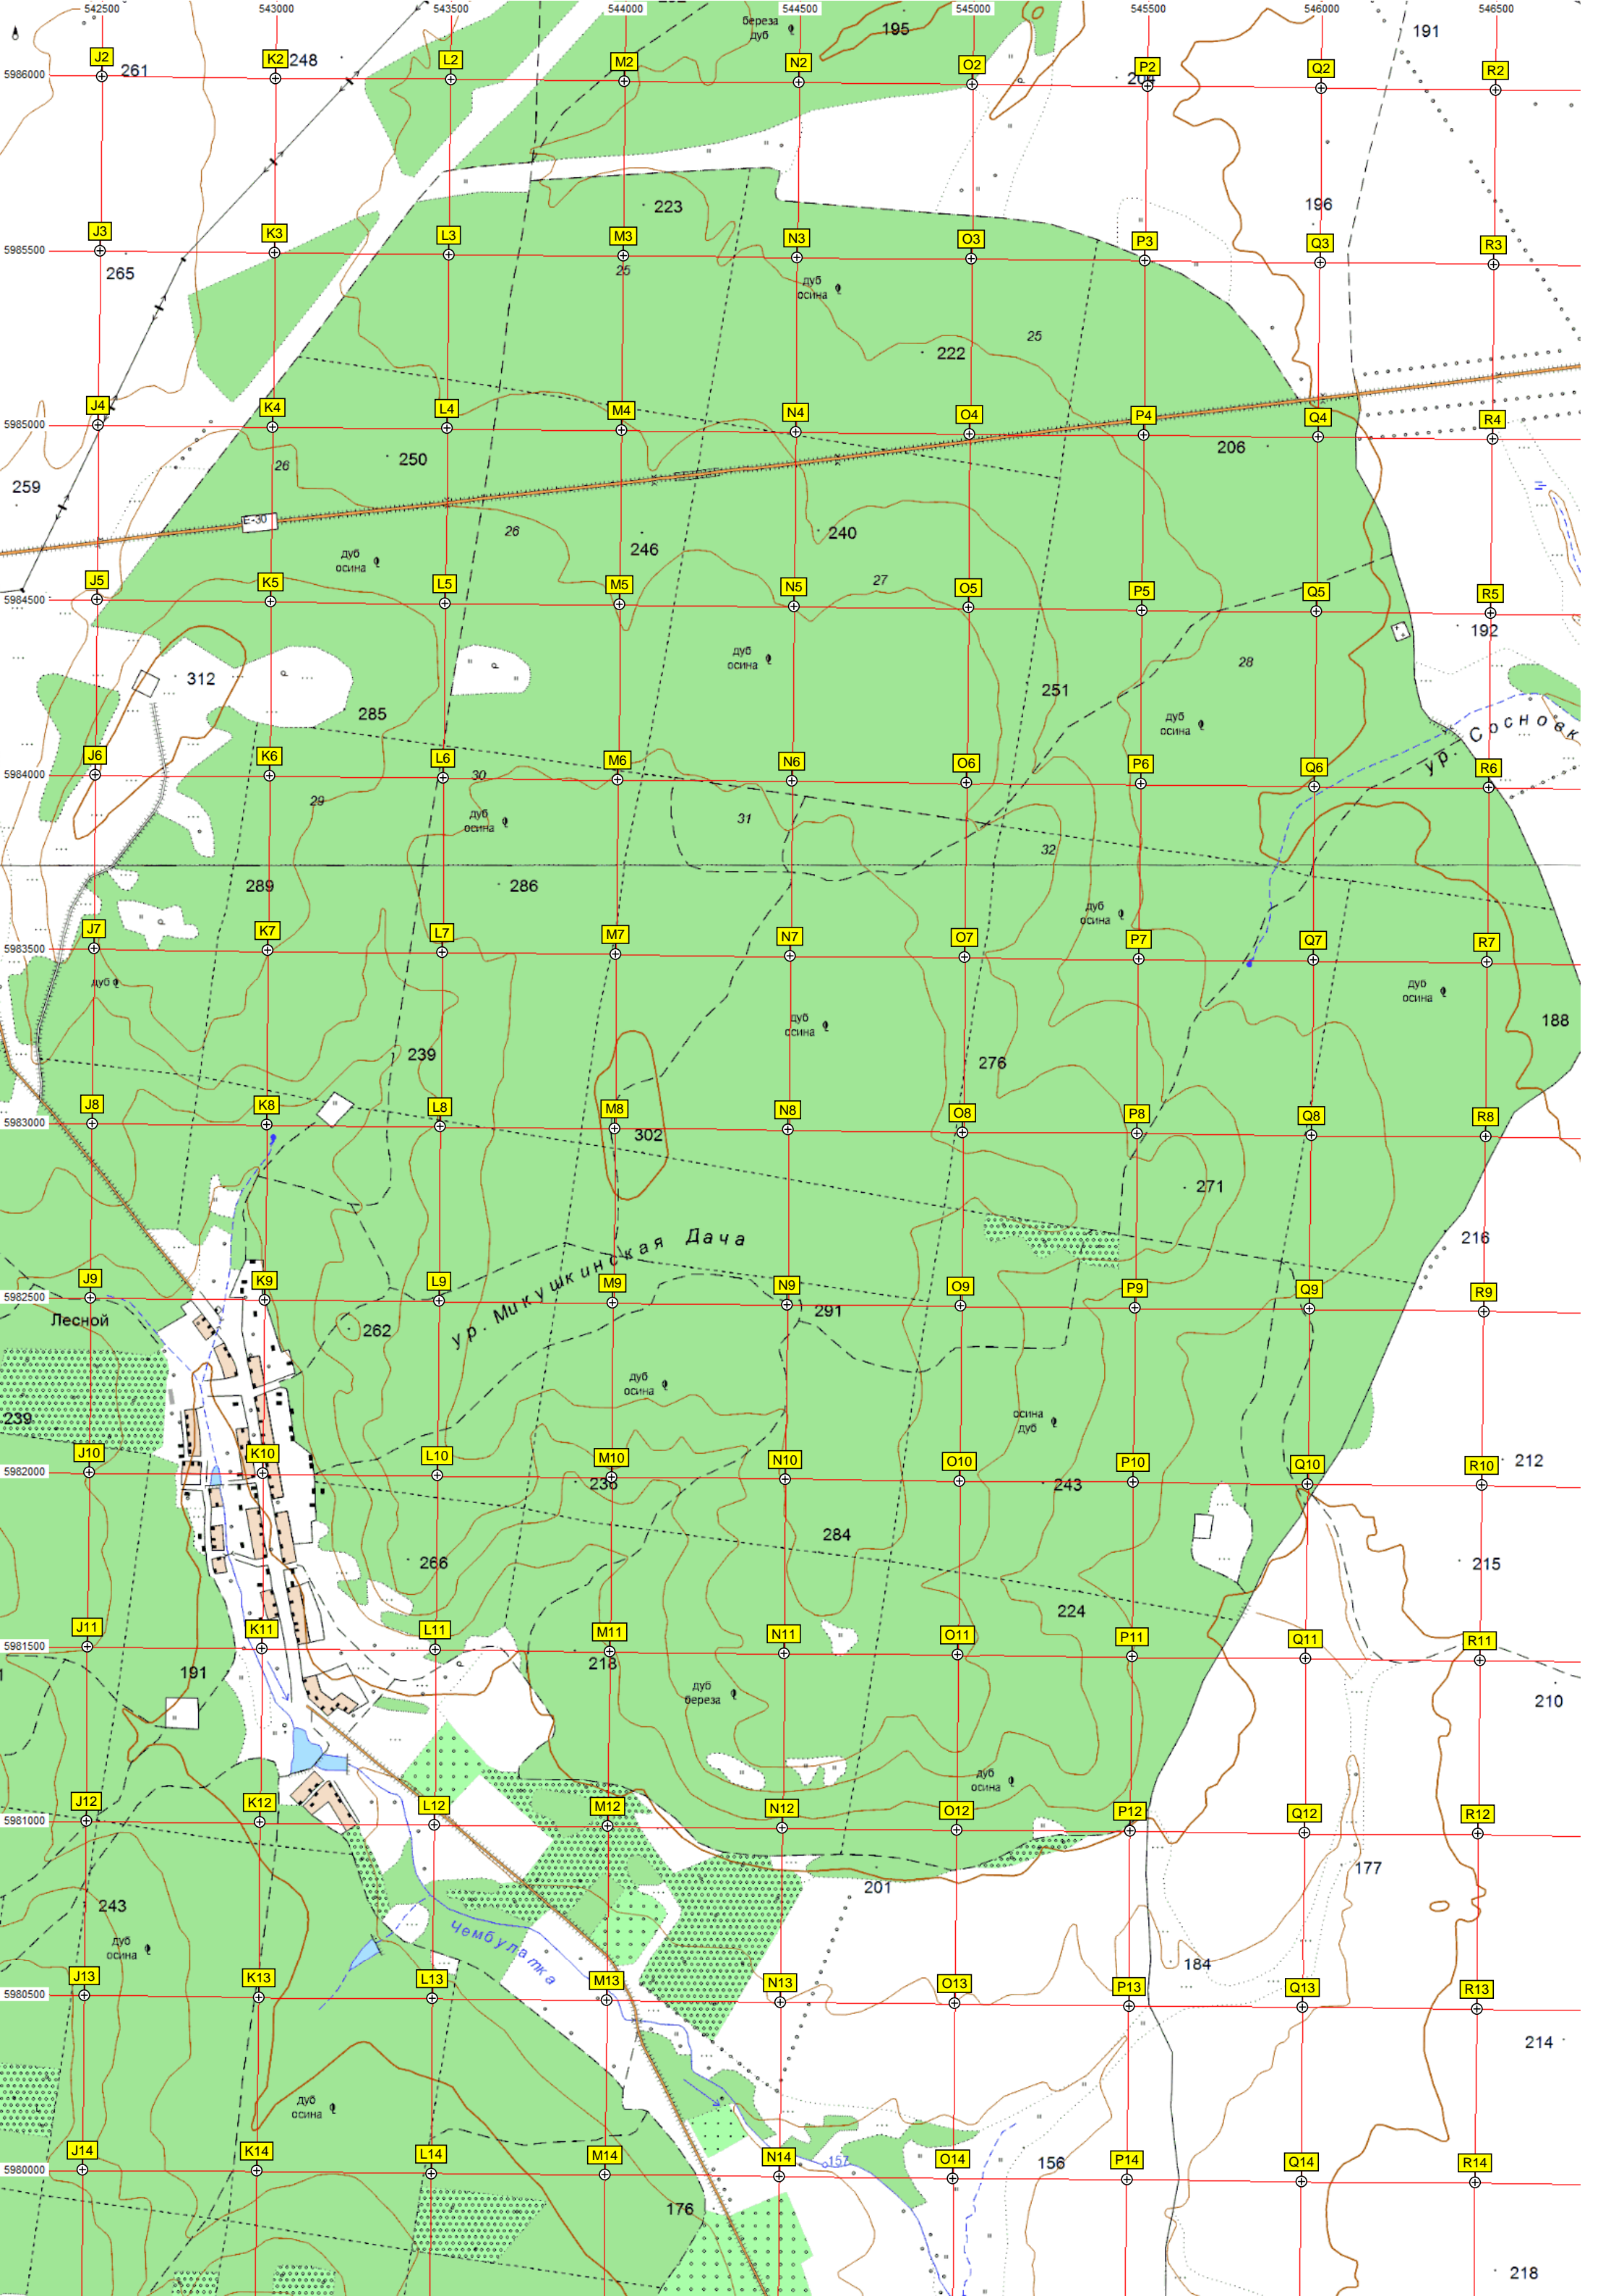 542500 543000 543500 544000 544500 545000 545500 546000 546500
береза
дуб
195
191
J2 K2 248 L2 M2 N2 O2 P2 Q2 R2
5986000 261 204
223
196
J3 K3 L3 M3 N3 O3 P3 Q3 R3
5985500
265
25
дуб
осина
25
222
J4 K4 L4 M4 N4 O4 P4 Q4 R4
5985000
26 250 206
259
E-30
26 246 240
дуб
осина
J5 K5 L5 M5 N5 O5 P5 Q5 R5
5984500
27
192
дуб
осина
28
312 285 251
дуб
осина
ур. Сосновк
J6 K6 L6 M6 N6 O6 P6 Q6 R6
5984000
29 30
дуб
осина
31 32
289 286
дуб
осина
J7 K7 L7 M7 N7 O7 P7 Q7 R7
5983500
дуб
дуб
осина
дуб
осина
188
239 276
J8 K8 L8 M8 N8 O8 P8 Q8 R8
5983000
302
271
216
ур. Микушкинская Дача
J9 K9 L9 M9 N9 O9 P9 Q9 R9
5982500
Лесной 262 291
дуб
осина
осина
дуб
239
J10 K10 L10 M10 N10 O10 P10 Q10 R10
5982000 212
236 243
284
266 215
224
J11 K11 L11 M11 N11 O11 P11 Q11 R11
5981500
191 218
дуб
береза
210
дуб
осина
J12 K12 L12 M12 N12 O12 P12 Q12 R12
5981000
177
201
243
дуб
осина
Чембулатка
184
J13 K13 L13 M13 N13 O13 P13 Q13 R13
5980500
214
дуб
осина
J14 K14 L14 M14 N14 O14 P14 Q14 R14
5980000
157 156
176
218